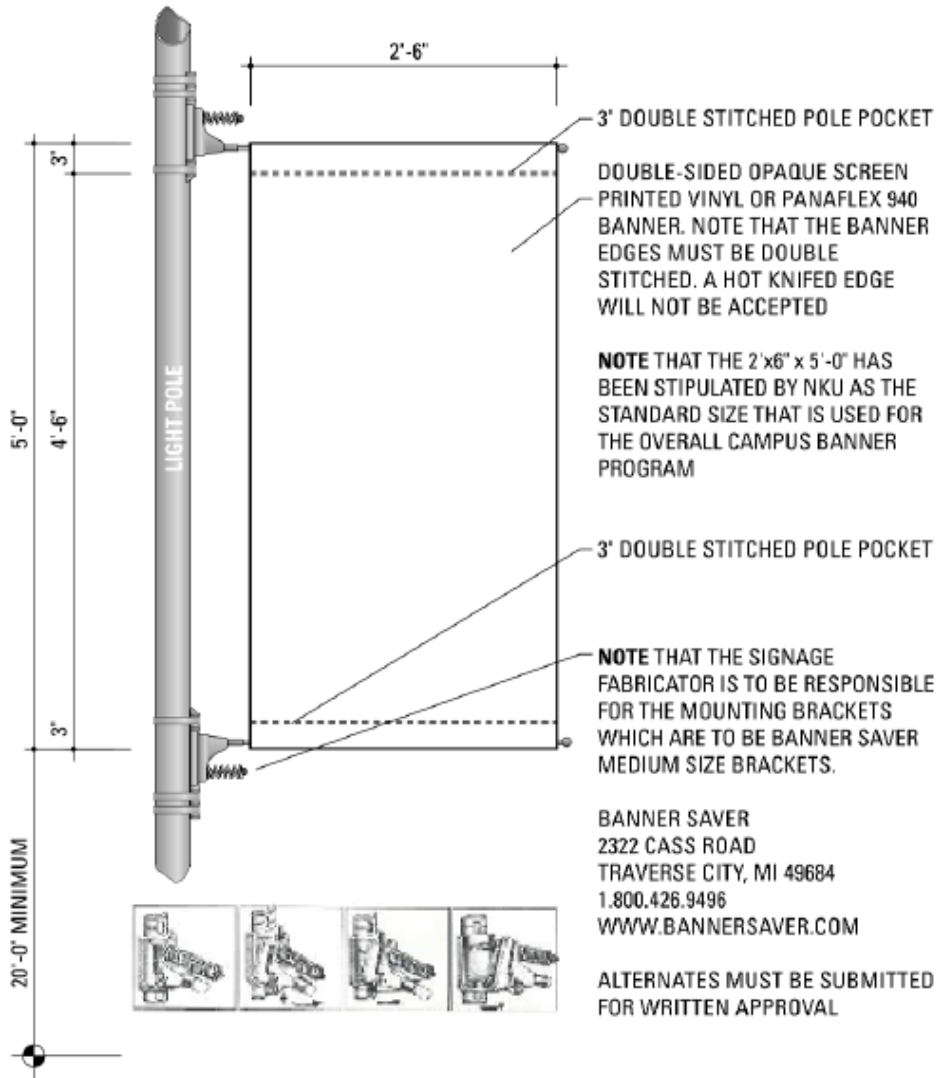 2'-6"
3" DOUBLE STITCHED POLE POCKET
DOUBLE-SIDED OPAQUE SCREEN
PRINTED VINYL OR PANAFLEX 940
BANNER. NOTE THAT THE BANNER
EDGES MUST BE DOUBLE
STITCHED. A HOT KNIFED EDGE
WILL NOT BE ACCEPTED
NOTE THAT THE 2'x6" x 5'-0" HAS
BEEN STIPULATED BY NKU AS THE
STANDARD SIZE THAT IS USED FOR
THE OVERALL CAMPUS BANNER
PROGRAM
3" DOUBLE STITCHED POLE POCKET
NOTE THAT THE SIGNAGE
FABRICATOR IS TO BE RESPONSIBLE
FOR THE MOUNTING BRACKETS
WHICH ARE TO BE BANNER SAVER
MEDIUM SIZE BRACKETS.
BANNER SAVER
2322 CASS ROAD
TRAVERSE CITY, MI 49684
1.800.426.9496
WWW.BANNERSAVER.COM
ALTERNATES MUST BE SUBMITTED
FOR WRITTEN APPROVAL
LIGHT POLE
3"
4'-6"
5'-0"
3"
20'-0" MINIMUM